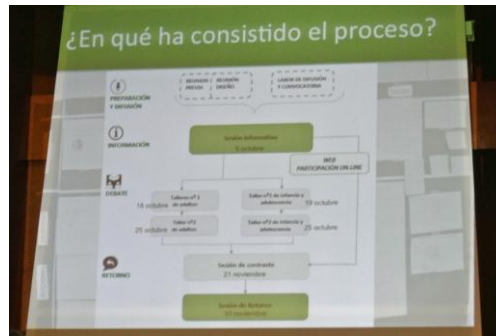 ¿En qué ha consistido el proceso?
PREPARACIÓN
Y DIFUSIÓN
REUNIÓN
PREVIA
REUNIÓN
DISEÑO
LABOR DE DIFUSIÓN
Y CONVOCATORIA
INFORMACIÓN
Sesión informativa
5 octubre
WEB
PARTICIPACIÓN ON LINE
DEBATE
Talleres nº 1
de adultos
18 octubre
Taller nº1 de infancia y
adolescencia
19 octubre
Taller nº2
de adultos
25 octubre
Taller nº2 de infancia y
adolescencia
26 octubre
RETORNO
Sesión de contraste
21 noviembre
Sesión de Retorno
noviembre